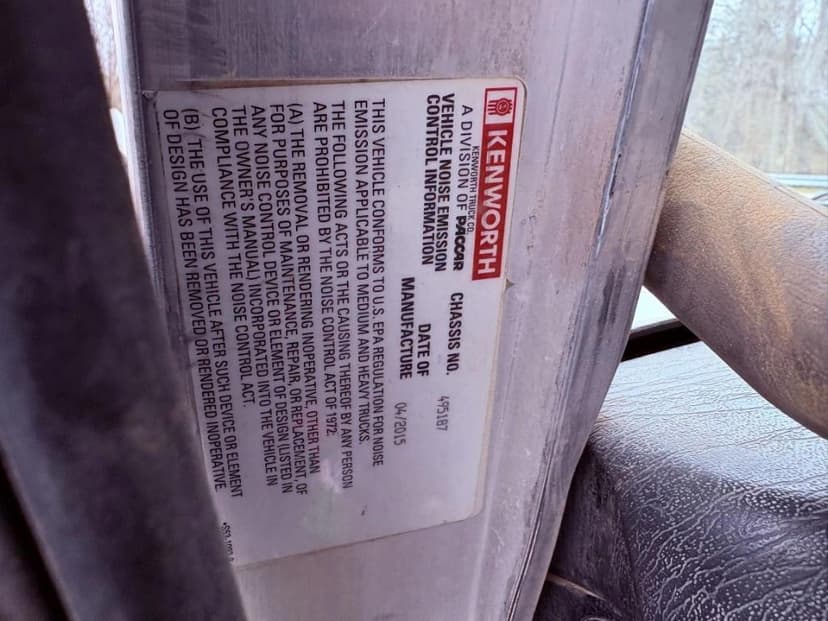 KENWORTH
KENWORTH TRUCK CO.
A DIVISION OF PACCAR
VEHICLE NOISE EMISSION
CONTROL INFORMATION
CHASSIS NO. 495187
DATE OF
MANUFACTURE 04/2015
THIS VEHICLE CONFORMS TO U.S. EPA REGULATION FOR NOISE
EMISSION APPLICABLE TO MEDIUM AND HEAVY TRUCKS.
THE FOLLOWING ACTS OR THE CAUSING THEREOF BY ANY PERSON
ARE PROHIBITED BY THE NOISE CONTROL ACT OF 1972:
(A) THE REMOVAL OR RENDERING INOPERATIVE, OTHER THAN
FOR PURPOSES OF MAINTENANCE, REPAIR, OR REPLACEMENT, OF
ANY NOISE CONTROL DEVICE OR ELEMENT OF DESIGN (LISTED IN
THE OWNER'S MANUAL) INCORPORATED INTO THE VEHICLE IN
COMPLIANCE WITH THE NOISE CONTROL ACT.
(B) THE USE OF THIS VEHICLE AFTER SUCH DEVICE OR ELEMENT
OF DESIGN HAS BEEN REMOVED OR RENDERED INOPERATIVE.